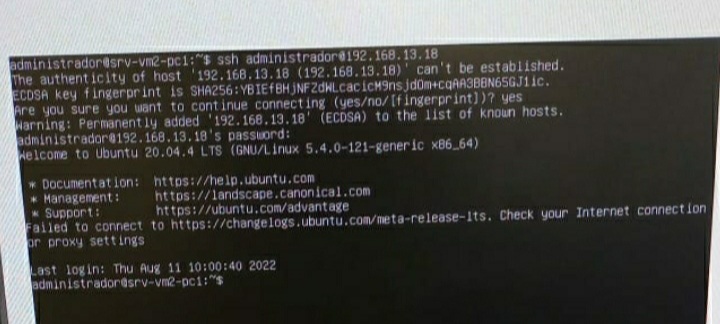 administrador@srv-vm2-pc1:~$ ssh administrador@192.168.13.18
The authenticity of host '192.168.13.18 (192.168.13.18)' can't be established.
ECDSA key fingerprint is SHA256:YBIEfBHjNFZdWLcacicM9nsjdOm+cqAA3BBN65GJ1ic.
Are you sure you want to continue connecting (yes/no/[fingerprint])? yes
Warning: Permanently added '192.168.13.18' (ECDSA) to the list of known hosts.
administrador@192.168.13.18's password:
Welcome to Ubuntu 20.04.4 LTS (GNU/Linux 5.4.0-121-generic x86_64)
* Documentation: https://help.ubuntu.com
* Management: https://landscape.canonical.com
* Support: https://ubuntu.com/advantage
Failed to connect to https://changelogs.ubuntu.com/meta-release-lts. Check your Internet connection
or proxy settings
Last login: Thu Aug 11 10:00:40 2022
administrador@srv-vm2-pc1:~$